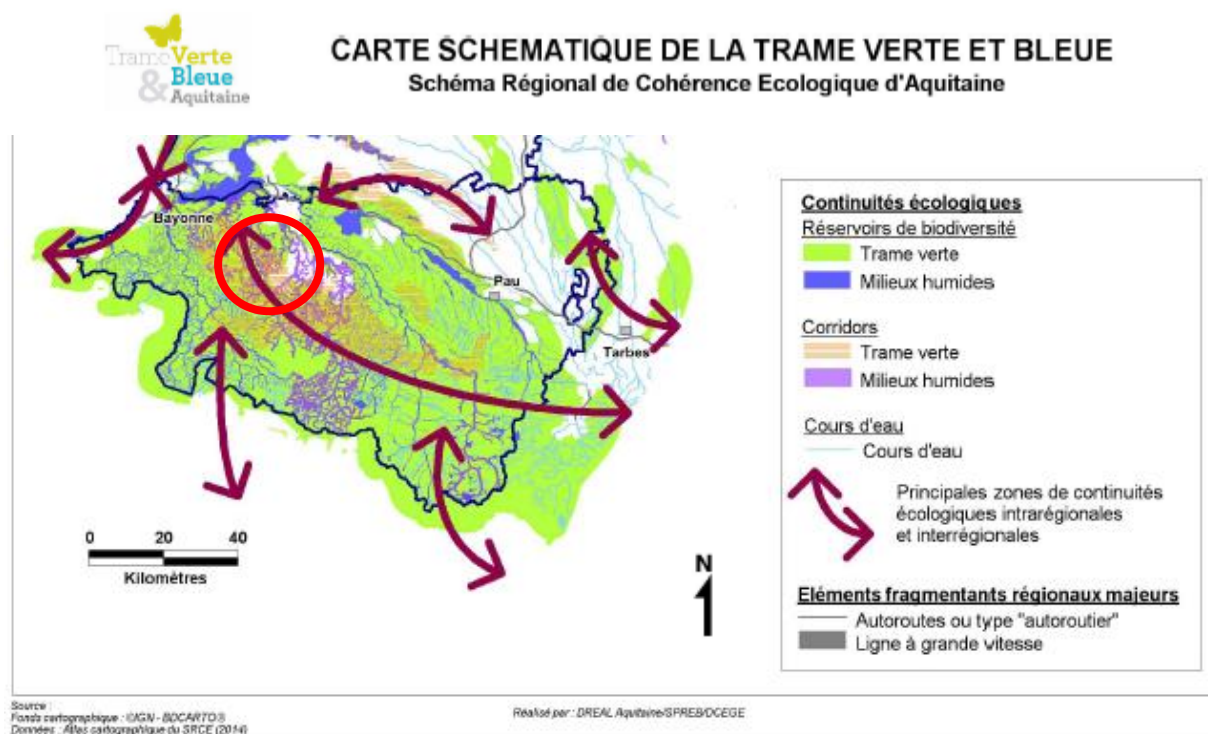 Trame Verte
& Bleue
Aquitaine
CARTE SCHEMATIQUE DE LA TRAME VERTE ET BLEUE
Schéma Régional de Cohérence Ecologique d'Aquitaine
Bayonne
Pau
Tarbes
0 20 40
Kilomètres
N
Continuités écologiques
Réservoirs de biodiversité
Trame verte
Milieux humides
Corridors
Trame verte
Milieux humides
Cours d'eau
Cours d'eau
Principales zones de continuités
écologiques intrarégionales
et interrégionales
Eléments fragmentants régionaux majeurs
Autoroutes ou type "autoroutier"
Ligne à grande vitesse
Source :
Fonds cartographique : ©IGN - BDCARTO®
Données : Atlas cartographique du SRCE (2014)
Réalisé par : DREAL Aquitaine/SPREB/DCEGE